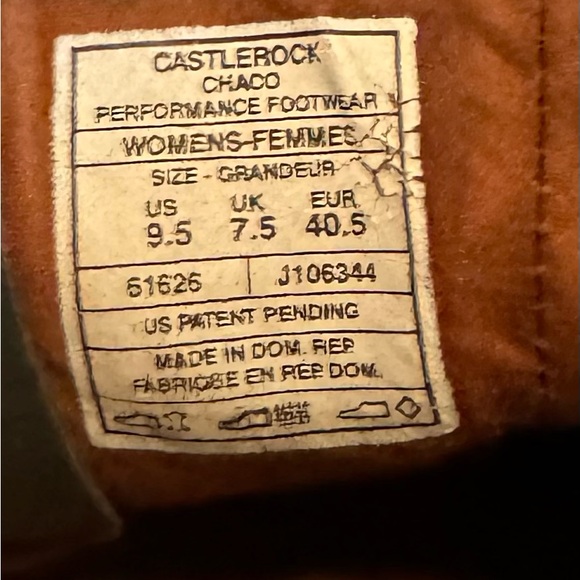 CASTLEROCK
CHACO
PERFORMANCE FOOTWEAR
WOMENS-FEMMES
SIZE - GRANDEUR
US UK EUR
9.5 7.5 40.5
61626 J106344
US PATENT PENDING
MADE IN DOM. REP.
FABRIQUE EN REP DOM.